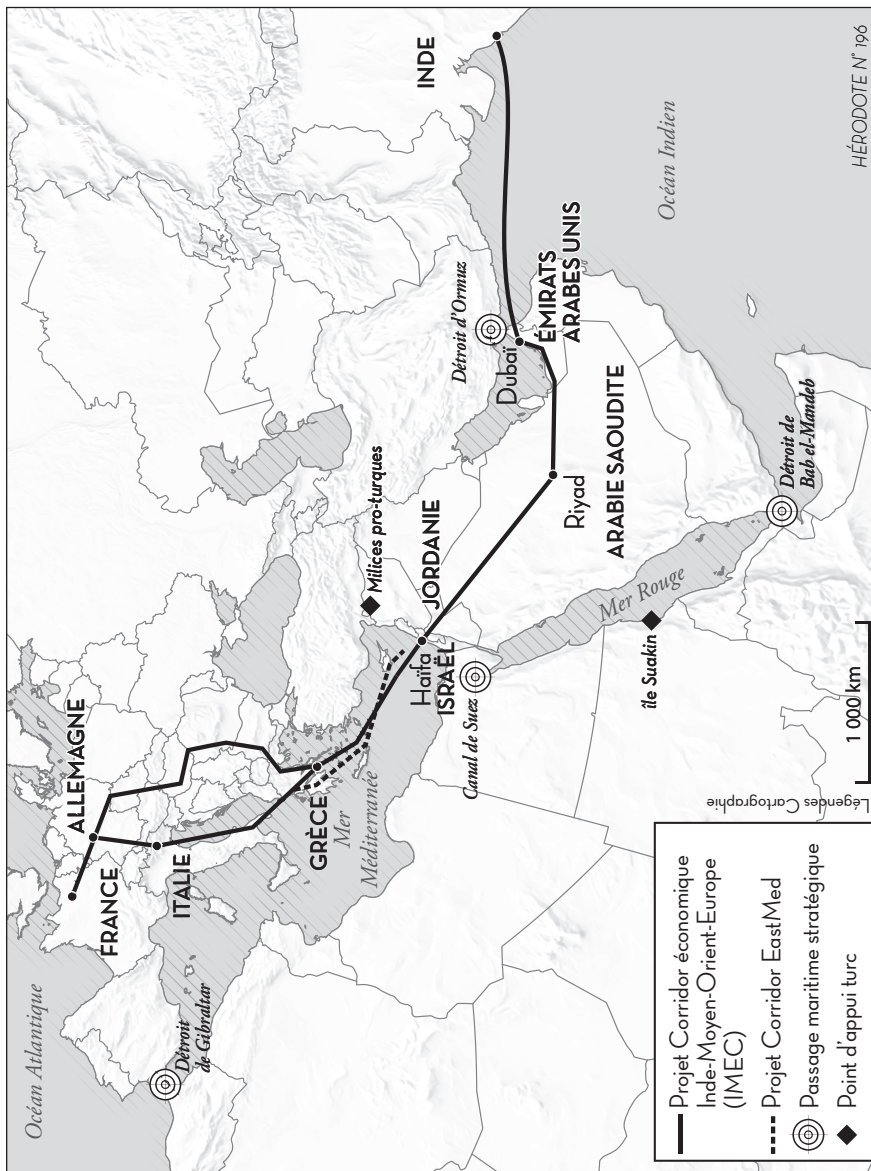 Océan Atlantique
Détroit
de Gibraltar
FRANCE
ALLEMAGNE
ITALIE
GRÈCE
Mer
Méditerranée
Milices pro-turques
JORDANIE
Haïfa
ISRAËL
Canal de Suez
Mer Rouge
île Suakin
Riyad
ARABIE SAOUDITE
Détroit d'Ormuz
Dubaï
ÉMIRATS
ARABES UNIS
INDE
Détroit de
Bab el-Mandeb
Océan Indien
Projet Corridor économique
Inde-Moyen-Orient-Europe
(IMEC)
Projet Corridor EastMed
Passage maritime stratégique
Point d'appui turc
Légendes Cartographie
1 000 km
HÉRODOTE N° 196